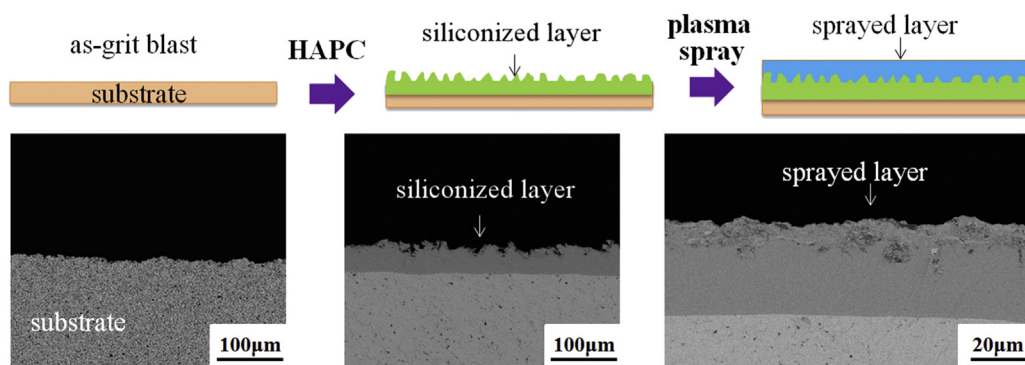 as-grit blast
substrate
HAPC
siliconized layer
plasma
spray
sprayed layer
substrate
100μm
siliconized layer
100μm
sprayed layer
20μm